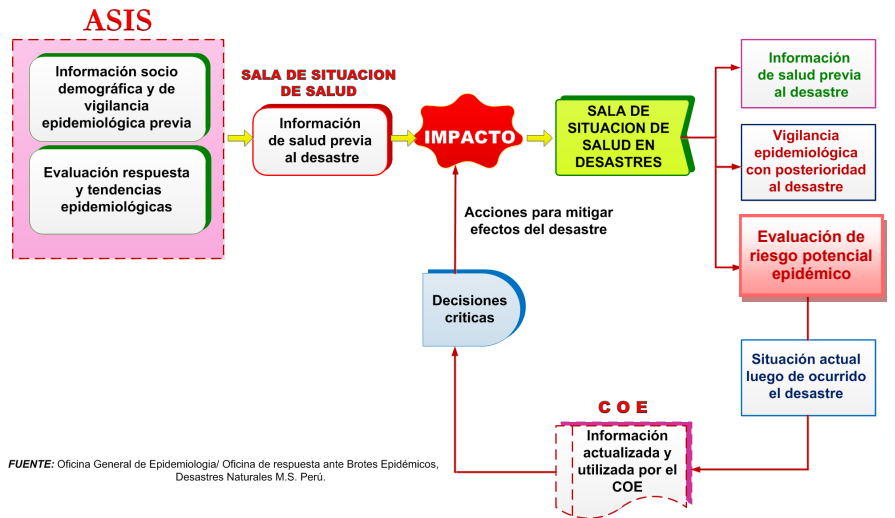 ASIS
Información socio
demográfica y de
vigilancia
epidemiológica previa
Evaluación respuesta
y tendencias
epidemiológicas
SALA DE SITUACION
DE SALUD
Información
de salud previa
al desastre
IMPACTO
SALA DE
SITUACION DE
SALUD EN
DESASTRES
Información
de salud previa
al desastre
Vigilancia
epidemiológica
con posterioridad
al desastre
Evaluación de
riesgo potencial
epidémico
Situación actual
luego de ocurrido
el desastre
C O E
Información
actualizada y
utilizada por el
COE
Decisiones
criticas
Acciones para mitigar
efectos del desastre
FUENTE: Oficina General de Epidemiologia/ Oficina de respuesta ante Brotes Epidémicos,
Desastres Naturales M.S. Perú.